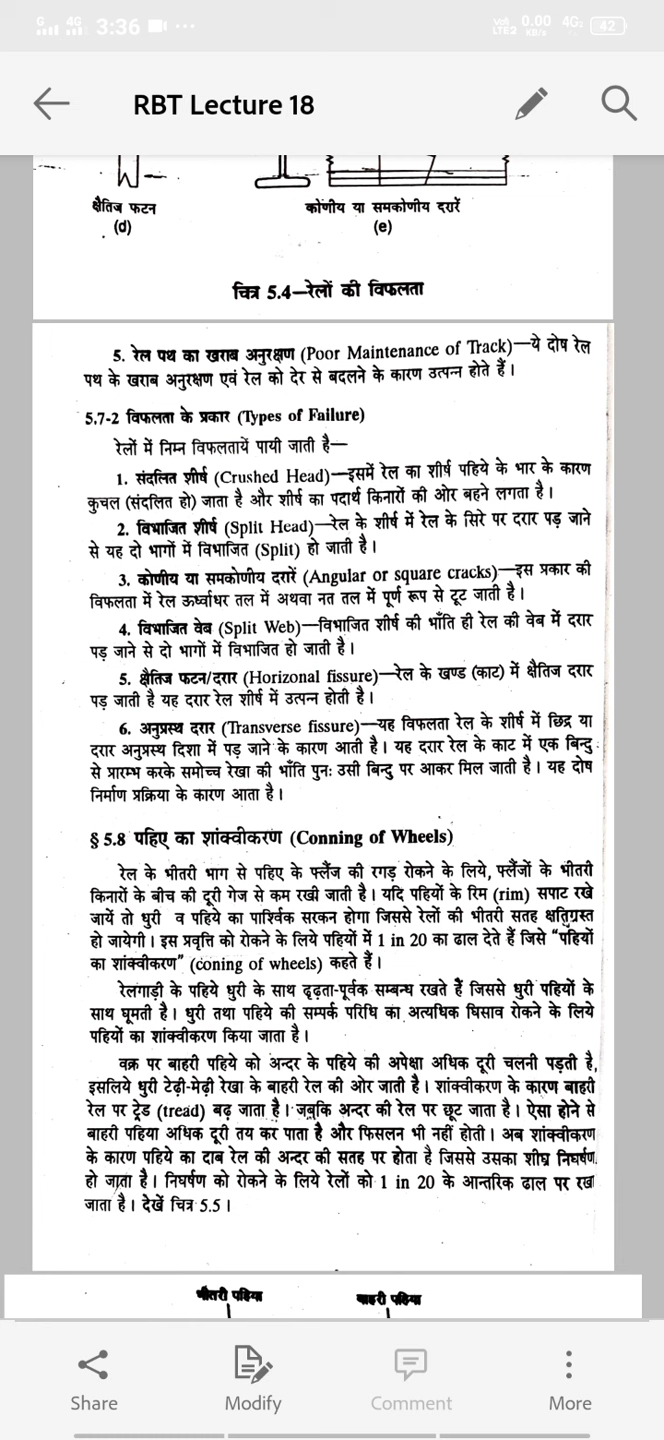 G 4G 3:36 ... Vo) LTE2 0.00 KB/s 4G 42
RBT Lecture 18
क्षैतिज फटन कोणीय या समकोणीय दरारें
(d) (e)
चित्र 5.4—रेलों की विफलता
5. रेल पथ का खराब अनुरक्षण (Poor Maintenance of Track)—ये दोष रेल
पथ के खराब अनुरक्षण एवं रेल को देर से बदलने के कारण उत्पन्न होते हैं।
5.7-2 विफलता के प्रकार (Types of Failure)
रेलों में निम्न विफलतायें पायी जाती है—
1. संदलित शीर्ष (Crushed Head)—इसमें रेल का शीर्ष पहिये के भार के कारण
कुचल (संदलित हो) जाता है और शीर्ष का पदार्थ किनारों की ओर बहने लगता है।
2. विभाजित शीर्ष (Split Head)—रेल के शीर्ष में रेल के सिरे पर दरार पड़ जाने
से यह दो भागों में विभाजित (Split) हो जाती है।
3. कोणीय या समकोणीय दरारें (Angular or square cracks)—इस प्रकार की
विफलता में रेल ऊर्ध्वाधर तल में अथवा नत तल में पूर्ण रूप से टूट जाती है।
4. विभाजित वेब (Split Web)—विभाजित शीर्ष की भाँति ही रेल की वेब में दरार
पड़ जाने से दो भागों में विभाजित हो जाती है।
5. क्षैतिज फटन/दरार (Horizonal fissure)—रेल के खण्ड (काट) में क्षैतिज दरार
पड़ जाती है यह दरार रेल शीर्ष में उत्पन्न होती है।
6. अनुप्रस्थ दरार (Transverse fissure)—यह विफलता रेल के शीर्ष में छिद्र या
दरार अनुप्रस्थ दिशा में पड़ जाने के कारण आती है। यह दरार रेल के काट में एक बिन्दु
से प्रारम्भ करके समोच्च रेखा की भाँति पुनः उसी बिन्दु पर आकर मिल जाती है। यह दोष
निर्माण प्रक्रिया के कारण आता है।
§ 5.8 पहिए का शांक्वीकरण (Conning of Wheels)
रेल के भीतरी भाग से पहिए के फ्लैंज की रगड़ रोकने के लिये, फ्लैंजों के भीतरी
किनारों के बीच की दूरी गेज से कम रखी जाती है। यदि पहियों के रिम (rim) सपाट रखे
जायें तो धुरी व पहिये का पार्श्विक सरकन होगा जिससे रेलों की भीतरी सतह क्षतिग्रस्त
हो जायेगी। इस प्रवृत्ति को रोकने के लिये पहियों में 1 in 20 का ढाल देते हैं जिसे “पहियों
का शांक्वीकरण” (coning of wheels) कहते हैं।
रेलगाड़ी के पहिये धुरी के साथ दृढ़ता-पूर्वक सम्बन्ध रखते हैं जिससे धुरी पहियों के
साथ घूमती है। धुरी तथा पहिये की सम्पर्क परिधि का अत्यधिक घिसाव रोकने के लिये
पहियों का शांक्वीकरण किया जाता है।
वक्र पर बाहरी पहिये को अन्दर के पहिये की अपेक्षा अधिक दूरी चलनी पड़ती है,
इसलिये धुरी टेढ़ी-मेढ़ी रेखा के बाहरी रेल की ओर जाती है। शांक्वीकरण के कारण बाहरी
रेल पर ट्रेड (tread) बढ़ जाता है। जबकि अन्दर की रेल पर छूट जाता है। ऐसा होने से
बाहरी पहिया अधिक दूरी तय कर पाता है और फिसलन भी नहीं होती। अब शांक्वीकरण
के कारण पहिये का दाब रेल की अन्दर की सतह पर होता है जिससे उसका शीघ्र निघर्षण
हो जाता है। निघर्षण को रोकने के लिये रेलों को 1 in 20 के आन्तरिक ढाल पर रखा
जाता है। देखें चित्र 5.5।
भीतरी पहिया बाहरी पहिया
Share Modify Comment More